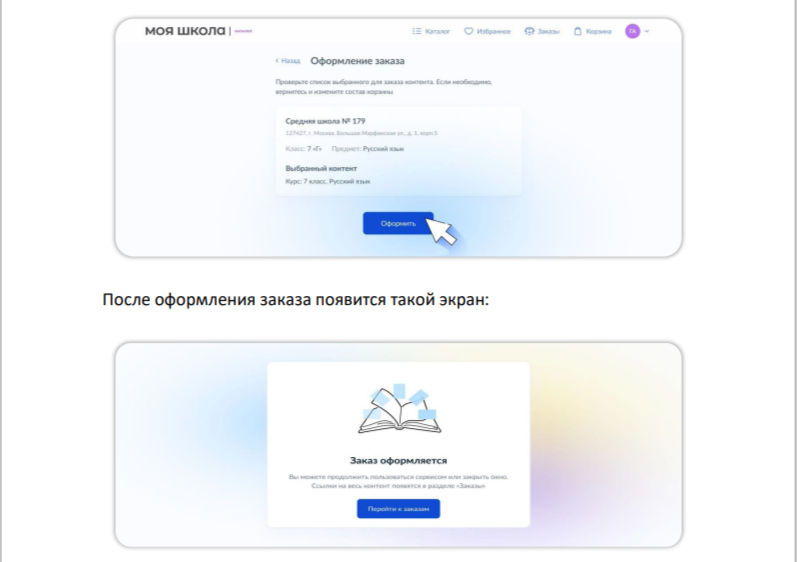 МОЯ ШКОЛА |
Каталог Избранное Заказы Корзина ГА
‹ Назад Оформление заказа
Проверьте список выбранного для заказа контента. Если необходимо,
вернитесь и измените состав корзины
Средняя школа № 179
127427, г. Москва, Большая Марфинская ул., д. 1, корп.5
Класс: 7 «Г» Предмет: Русский язык
Выбранный контент
Курс: 7 класс. Русский язык
Оформить
После оформления заказа появится такой экран:
Заказ оформляется
Вы можете продолжить пользоваться сервисом или закрыть окно.
Ссылки на весь контент появятся в разделе «Заказы»
Перейти к заказам